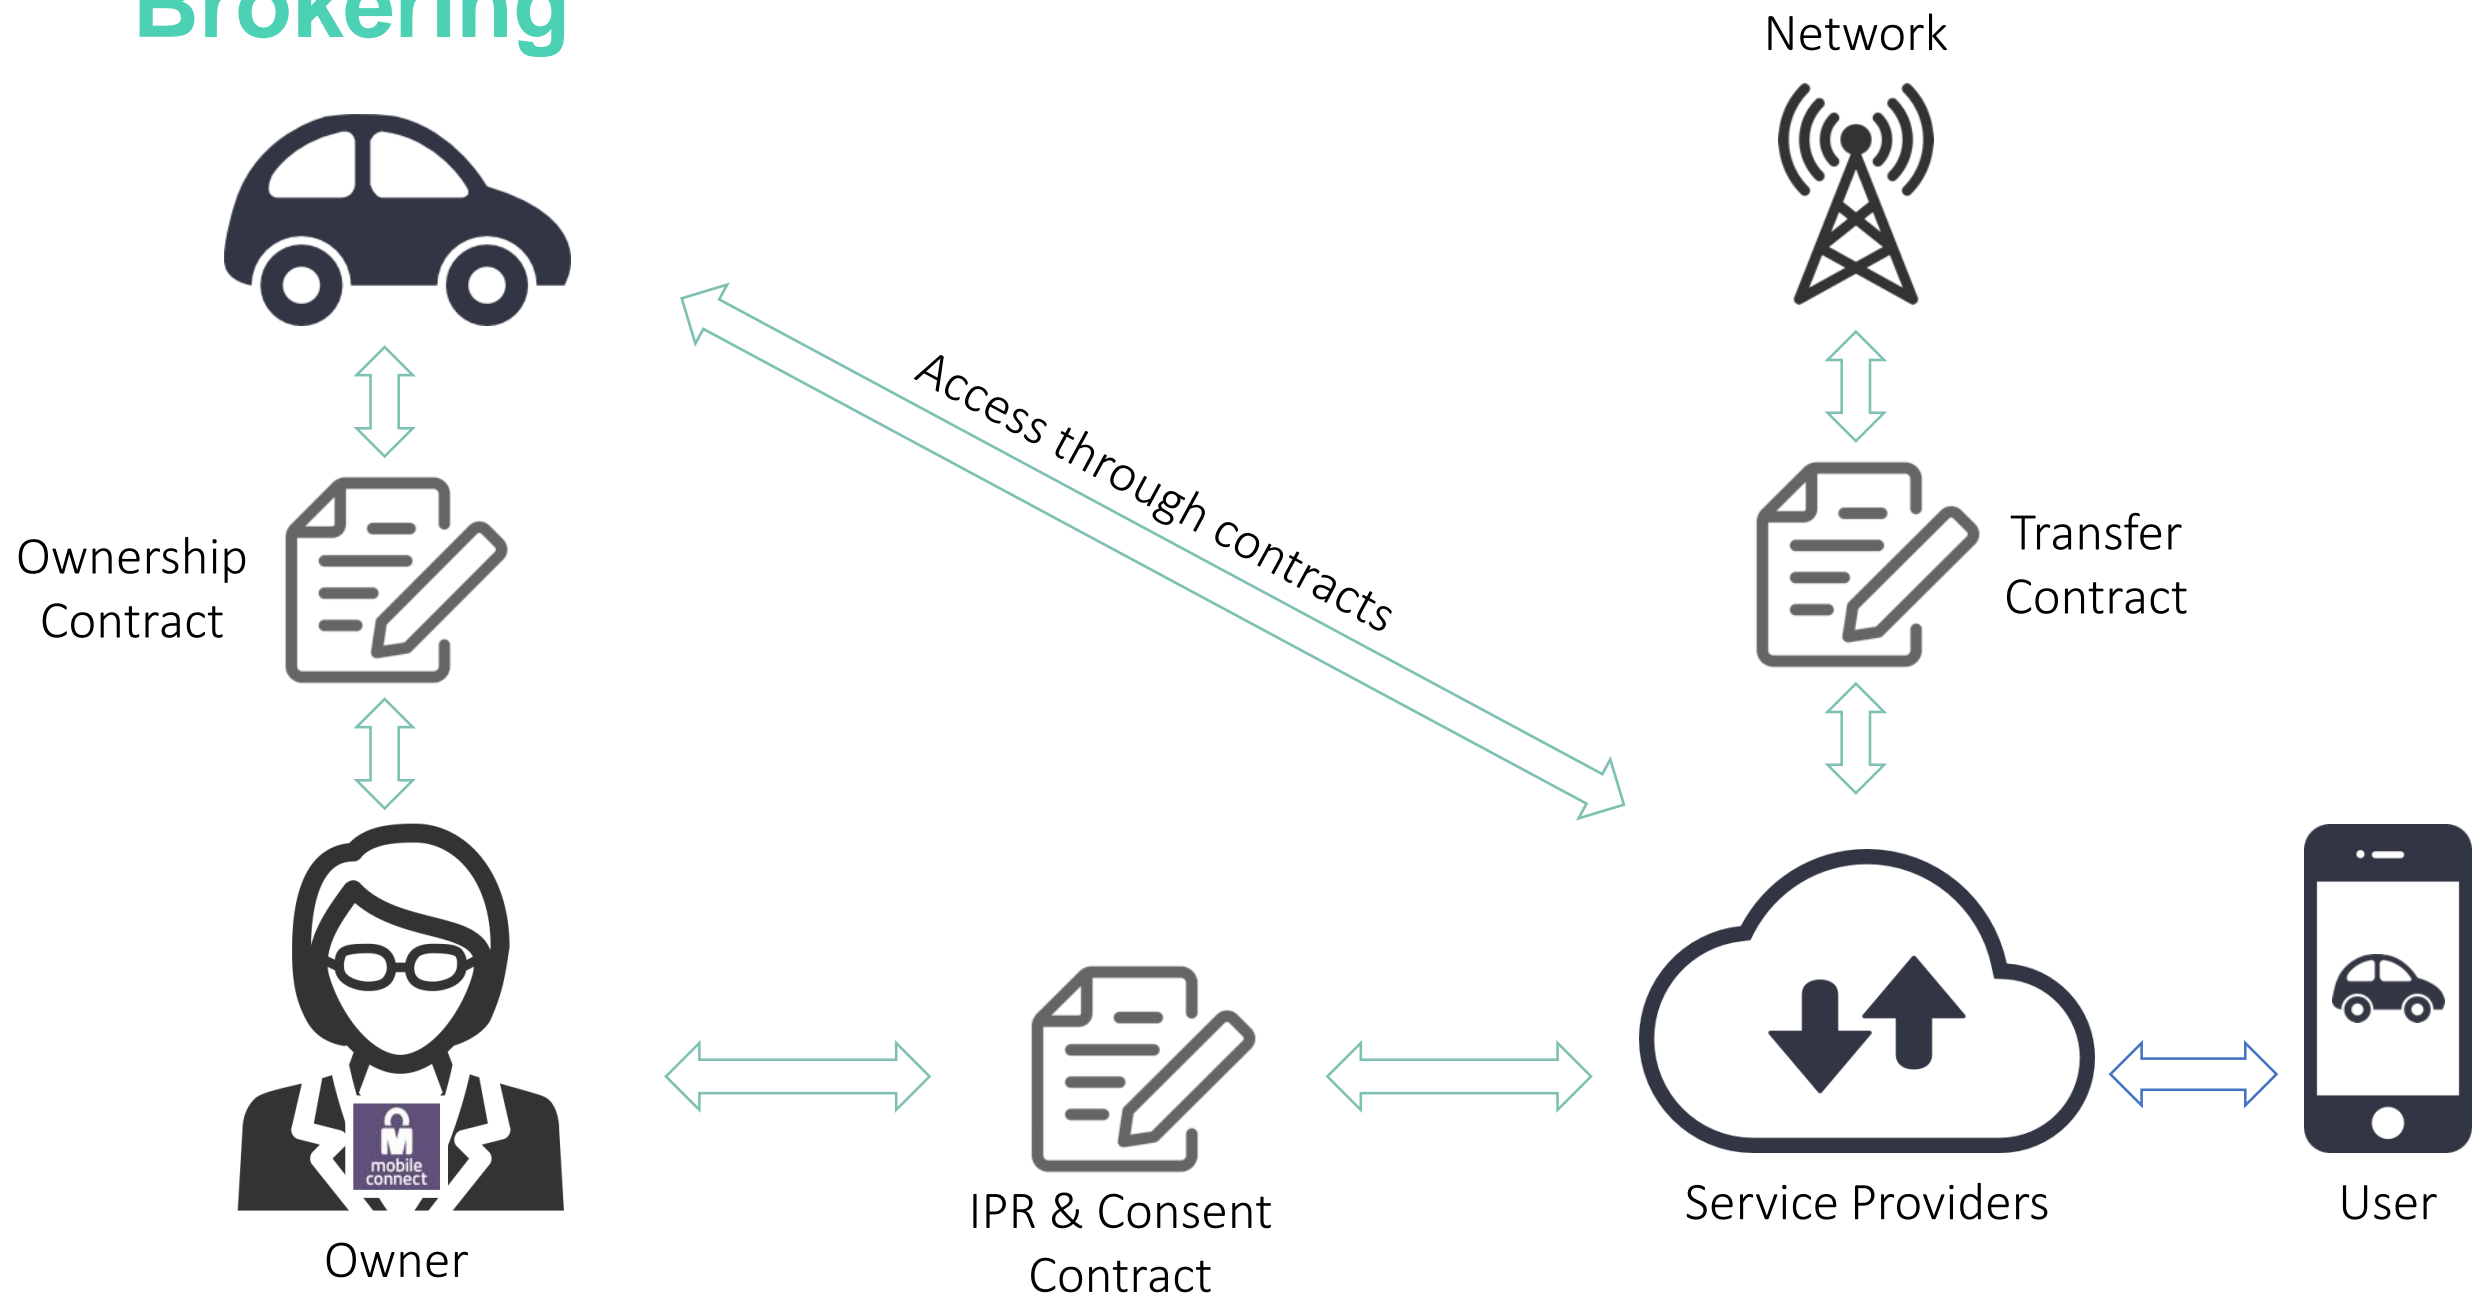 Brokering
Network
Access through contracts
Ownership
Contract
Transfer
Contract
M
mobile
connect
Owner
IPR & Consent
Contract
Service Providers
User